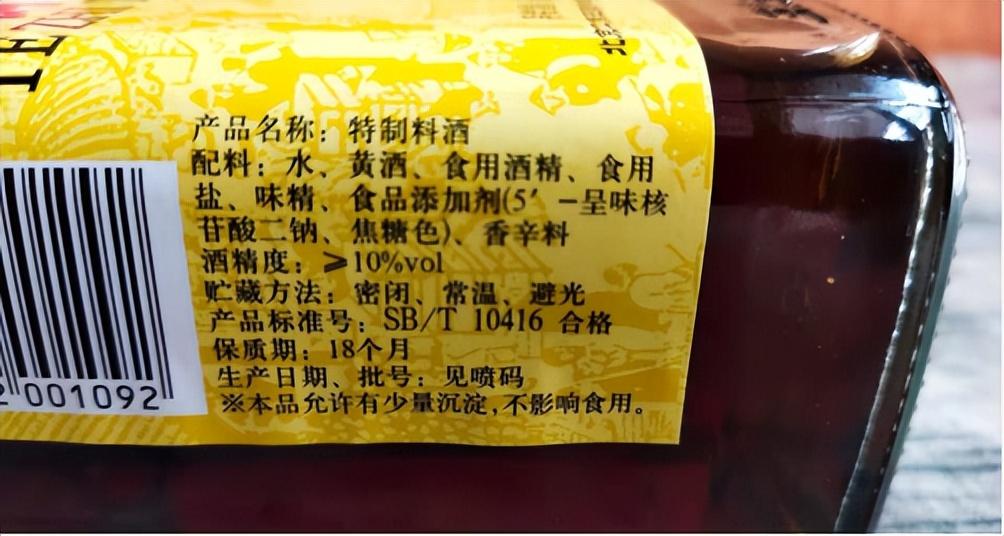 产品名称：特制料酒
配料：水、黄酒、食用酒精、食用
盐、味精、食品添加剂(5′-呈味核
苷酸二钠、焦糖色)、香辛料
酒精度：≥10%vol
贮藏方法：密闭、常温、避光
产品标准号：SB/T 10416 合格
保质期：18个月
生产日期、批号：见喷码
※本品允许有少量沉淀,不影响食用。
001092